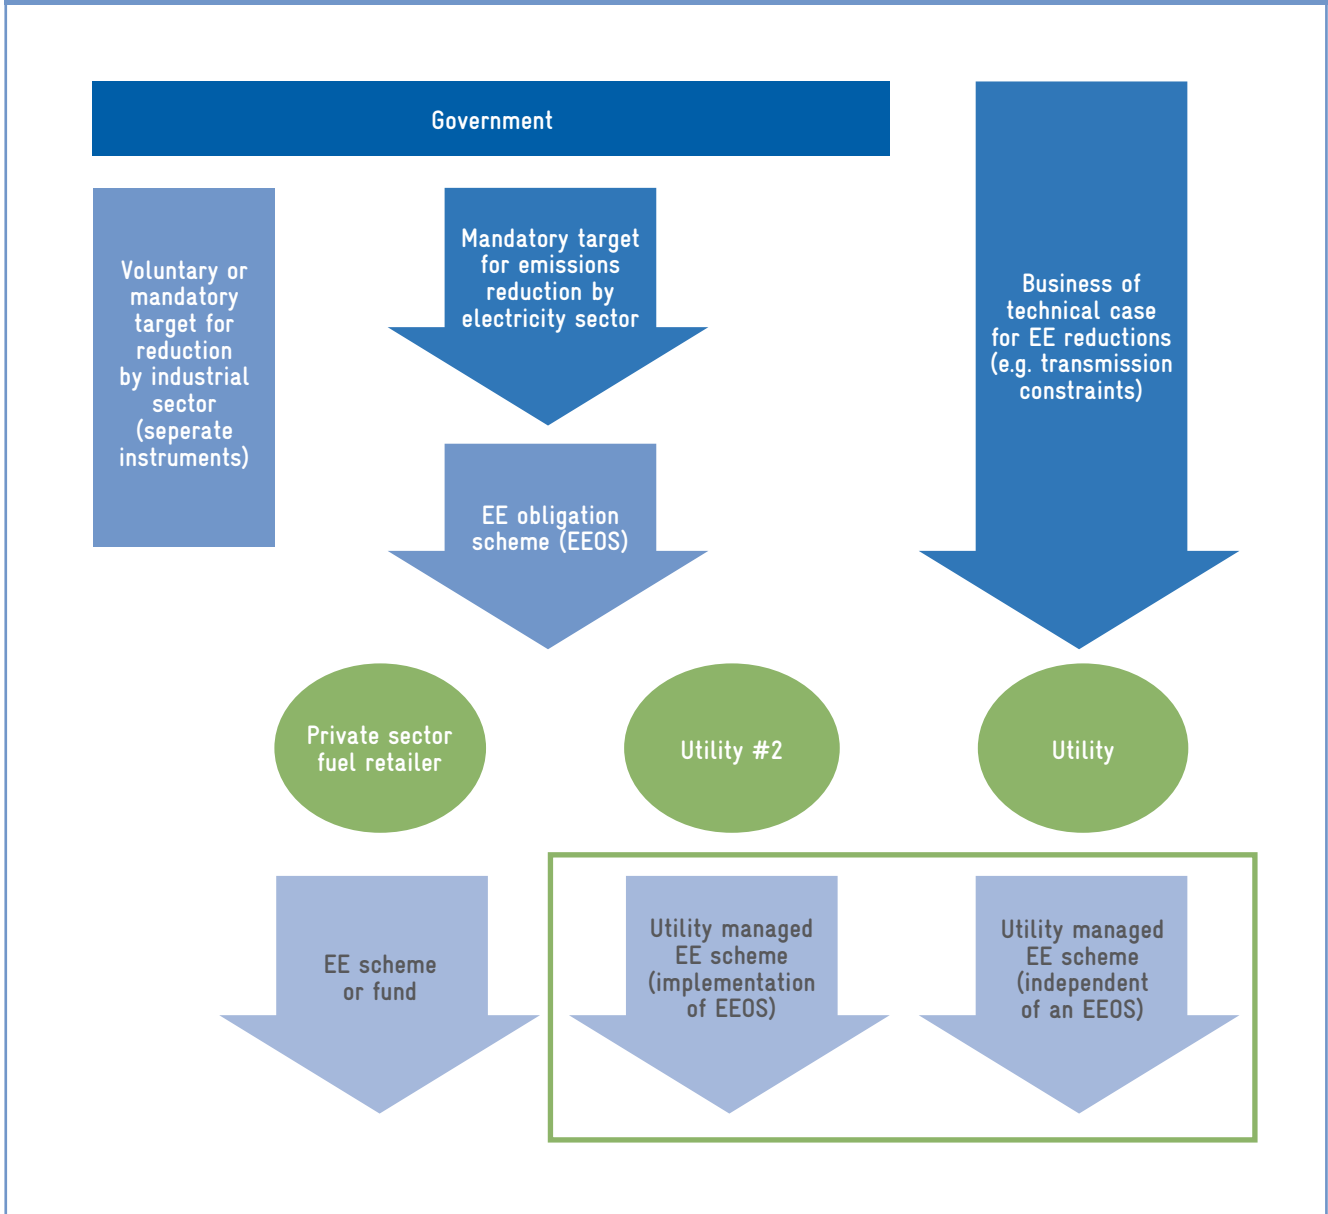 Government
Voluntary or
mandatory
target for
reduction
by industrial
sector
(seperate
instruments)
Mandatory target
for emissions
reduction by
electricity sector
Business of
technical case
for EE reductions
(e.g. transmission
constraints)
EE obligation
scheme (EEOS)
Private sector
fuel retailer
Utility #2
Utility
EE scheme
or fund
Utility managed
EE scheme
(implementation
of EEOS)
Utility managed
EE scheme
(independent
of an EEOS)